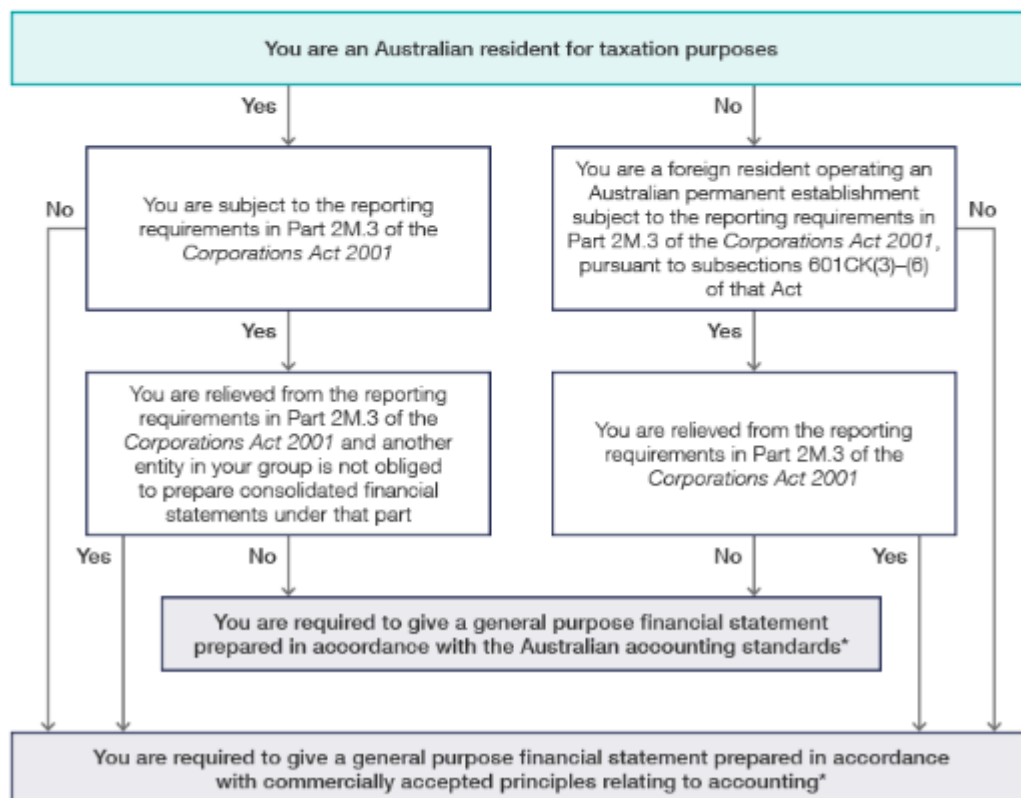 You are an Australian resident for taxation purposes
Yes
No
You are subject to the reporting
requirements in Part 2M.3 of the
Corporations Act 2001
You are a foreign resident operating an
Australian permanent establishment
subject to the reporting requirements in
Part 2M.3 of the Corporations Act 2001,
pursuant to subsections 601CK(3)–(6)
of that Act
No
No
Yes
Yes
You are relieved from the reporting
requirements in Part 2M.3 of the
Corporations Act 2001 and another
entity in your group is not obliged
to prepare consolidated financial
statements under that part
You are relieved from the reporting
requirements in Part 2M.3 of the
Corporations Act 2001
Yes
No
No
Yes
You are required to give a general purpose financial statement
prepared in accordance with the Australian accounting standards*
You are required to give a general purpose financial statement prepared in accordance
with commercially accepted principles relating to accounting*